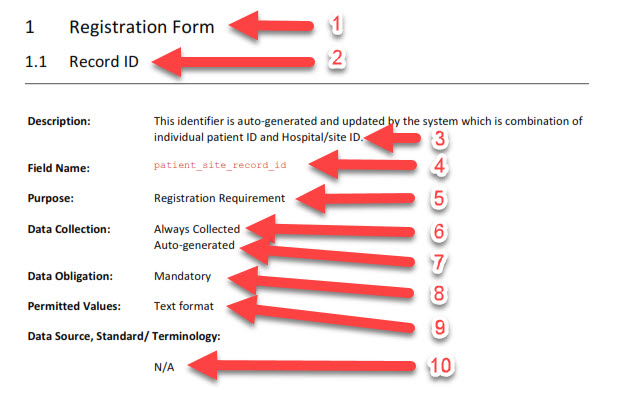 1 Registration Form 1
1.1 Record ID 2
Description: This identifier is auto-generated and updated by the system which is combination of
individual patient ID and Hospital/site ID. 3
Field Name: patient_site_record_id 4
Purpose: Registration Requirement 5
Data Collection: Always Collected 6
Auto-generated 7
Data Obligation: Mandatory 8
Permitted Values: Text format 9
Data Source, Standard/ Terminology:
N/A 10